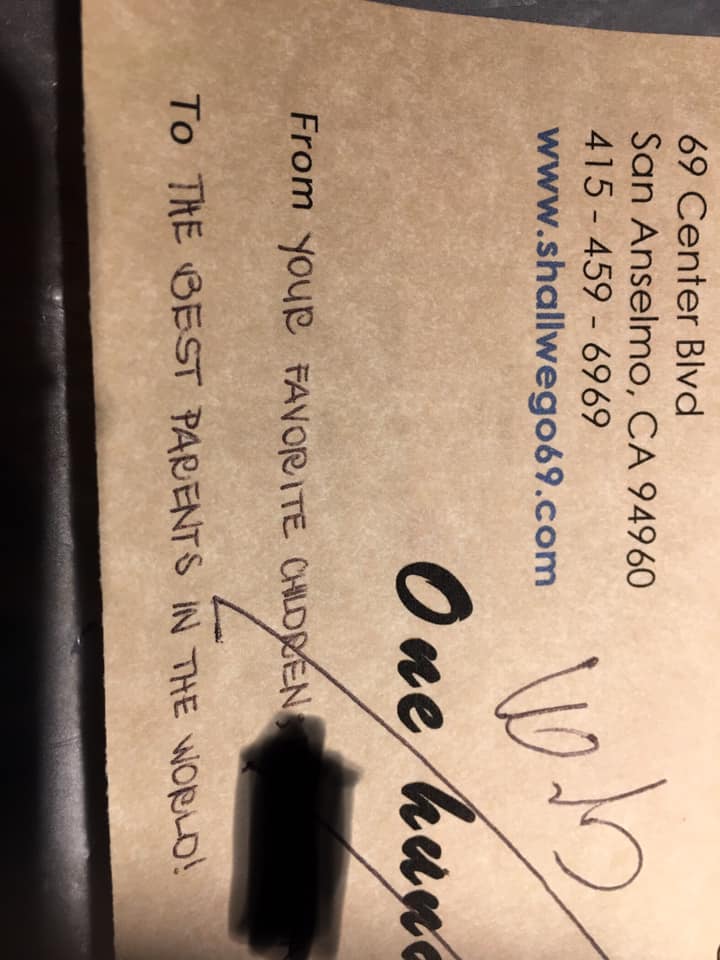 69 Center Blvd
San Anselmo, CA 94960
415 - 459 - 6969
www.shallwego69.com
One hund
From YOUR FAVORITE CHILDREN
To THE BEST PARENTS IN THE WORLD!